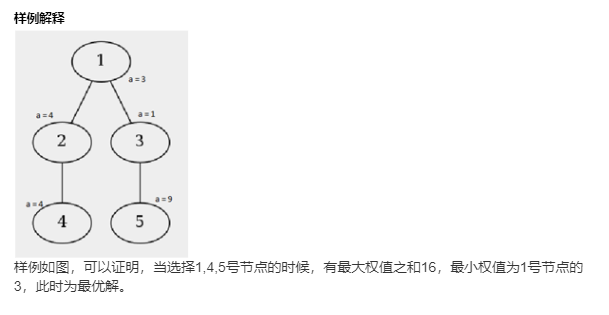 样例解释
1
a=3
a=4
a=1
2
3
a=4
a=9
4
5
样例如图，可以证明，当选择1,4,5号节点的时候，有最大权值之和16，最小权值为1号节点的
3，此时为最优解。